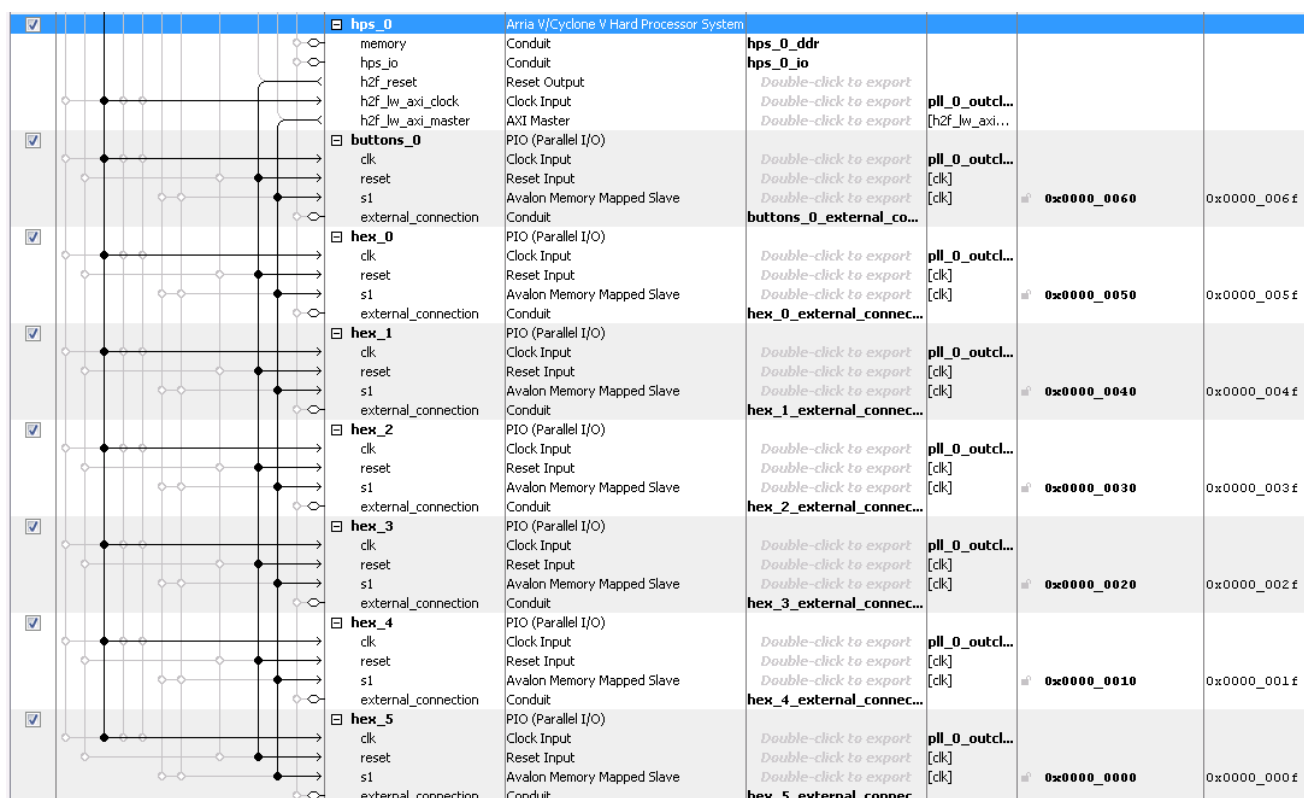 hps_0 Arria V/Cyclone V Hard Processor System
memory Conduit hps_0_ddr
hps_io Conduit hps_0_io
h2f_reset Reset Output Double-click to export
h2f_lw_axi_clock Clock Input Double-click to export pll_0_outcl...
h2f_lw_axi_master AXI Master Double-click to export [h2f_lw_axi...
buttons_0 PIO (Parallel I/O)
clk Clock Input Double-click to export pll_0_outcl...
reset Reset Input Double-click to export [clk]
s1 Avalon Memory Mapped Slave Double-click to export [clk] 0x0000_0060 0x0000_006f
external_connection Conduit buttons_0_external_co...
hex_0 PIO (Parallel I/O)
clk Clock Input Double-click to export pll_0_outcl...
reset Reset Input Double-click to export [clk]
s1 Avalon Memory Mapped Slave Double-click to export [clk] 0x0000_0050 0x0000_005f
external_connection Conduit hex_0_external_connec...
hex_1 PIO (Parallel I/O)
clk Clock Input Double-click to export pll_0_outcl...
reset Reset Input Double-click to export [clk]
s1 Avalon Memory Mapped Slave Double-click to export [clk] 0x0000_0040 0x0000_004f
external_connection Conduit hex_1_external_connec...
hex_2 PIO (Parallel I/O)
clk Clock Input Double-click to export pll_0_outcl...
reset Reset Input Double-click to export [clk]
s1 Avalon Memory Mapped Slave Double-click to export [clk] 0x0000_0030 0x0000_003f
external_connection Conduit hex_2_external_connec...
hex_3 PIO (Parallel I/O)
clk Clock Input Double-click to export pll_0_outcl...
reset Reset Input Double-click to export [clk]
s1 Avalon Memory Mapped Slave Double-click to export [clk] 0x0000_0020 0x0000_002f
external_connection Conduit hex_3_external_connec...
hex_4 PIO (Parallel I/O)
clk Clock Input Double-click to export pll_0_outcl...
reset Reset Input Double-click to export [clk]
s1 Avalon Memory Mapped Slave Double-click to export [clk] 0x0000_0010 0x0000_001f
external_connection Conduit hex_4_external_connec...
hex_5 PIO (Parallel I/O)
clk Clock Input Double-click to export pll_0_outcl...
reset Reset Input Double-click to export [clk]
s1 Avalon Memory Mapped Slave Double-click to export [clk] 0x0000_0000 0x0000_000f
external_connection Conduit hex_5_external_connec